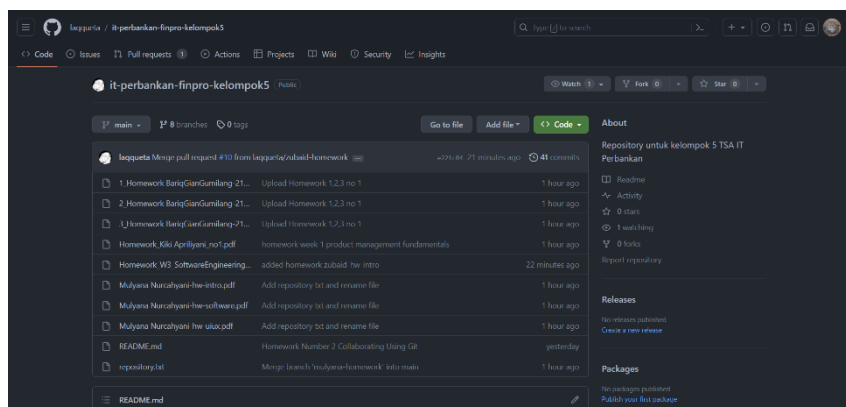 laqqueta / it-perbankan-finpro-kelompok5
Type / to search
Code
Issues
Pull requests 1
Actions
Projects
Wiki
Security
Insights
it-perbankan-finpro-kelompok5 Public
Watch 1
Fork 0
Star 0
main
8 branches
0 tags
Go to file
Add file
Code
laqqueta Merge pull request #10 from laqqueta/zubaid-homework
21 minutes ago
41 commits
1_Homework BariqGianGumilang-21... Upload Homework 1,2,3 no 1 1 hour ago
2_Homework BariqGianGumilang-21... Upload Homework 1,2,3 no 1 1 hour ago
3_Homework BariqGianGumilang-21... Upload Homework 1,2,3 no 1 1 hour ago
Homework_Kiki Apriliyani_no1.pdf homework week 1 product management fundamentals 1 hour ago
Homework_W3_SoftwareEngineering... added homework zubaid hw intro 22 minutes ago
Mulyana Nurcahyani-hw-intro.pdf Add repository txt and rename file 1 hour ago
Mulyana Nurcahyani-hw-software.pdf Add repository txt and rename file 1 hour ago
Mulyana Nurcahyani hw uiux.pdf Add repository txt and rename file 1 hour ago
README.md Homework Number 2 Collaborating Using Git yesterday
repository.txt Merge branch 'mulyana-homework' into main 1 hour ago
README.md
About
Repository untuk kelompok 5 TSA IT
Perbankan
Readme
Activity
0 stars
1 watching
0 forks
Report repository
Releases
No releases published
Create a new release
Packages
No packages published
Publish your first package